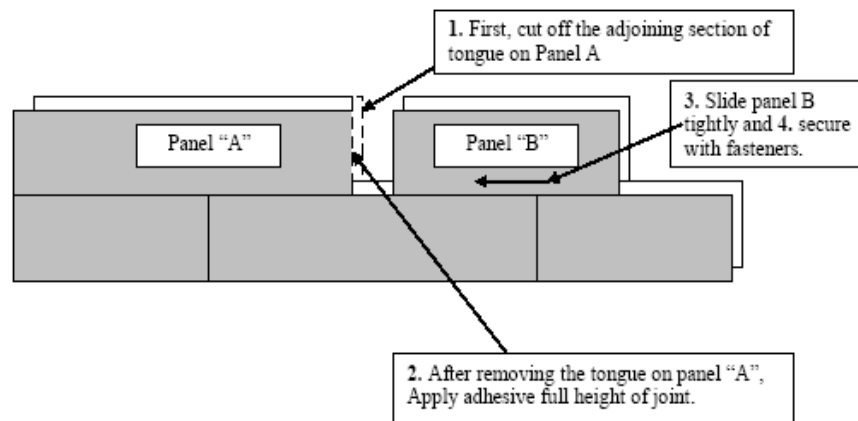 1. First, cut off the adjoining section of
tongue on Panel A
Panel “A”
Panel “B”
3. Slide panel B
tightly and 4. secure
with fasteners.
2. After removing the tongue on panel “A”,
Apply adhesive full height of joint.